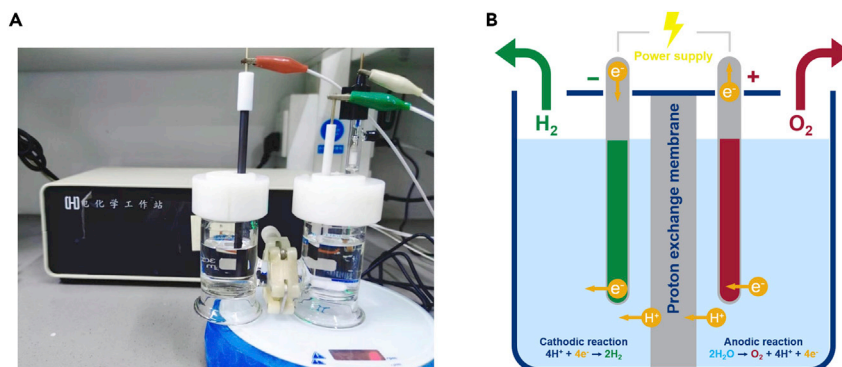 A
电化学工作站
B
Power supply
e⁻
−
+
e⁻
H₂
O₂
Proton exchange membrane
e⁻
e⁻
H⁺
H⁺
Cathodic reaction
4H⁺ + 4e⁻ → 2H₂
Anodic reaction
2H₂O → O₂ + 4H⁺ + 4e⁻